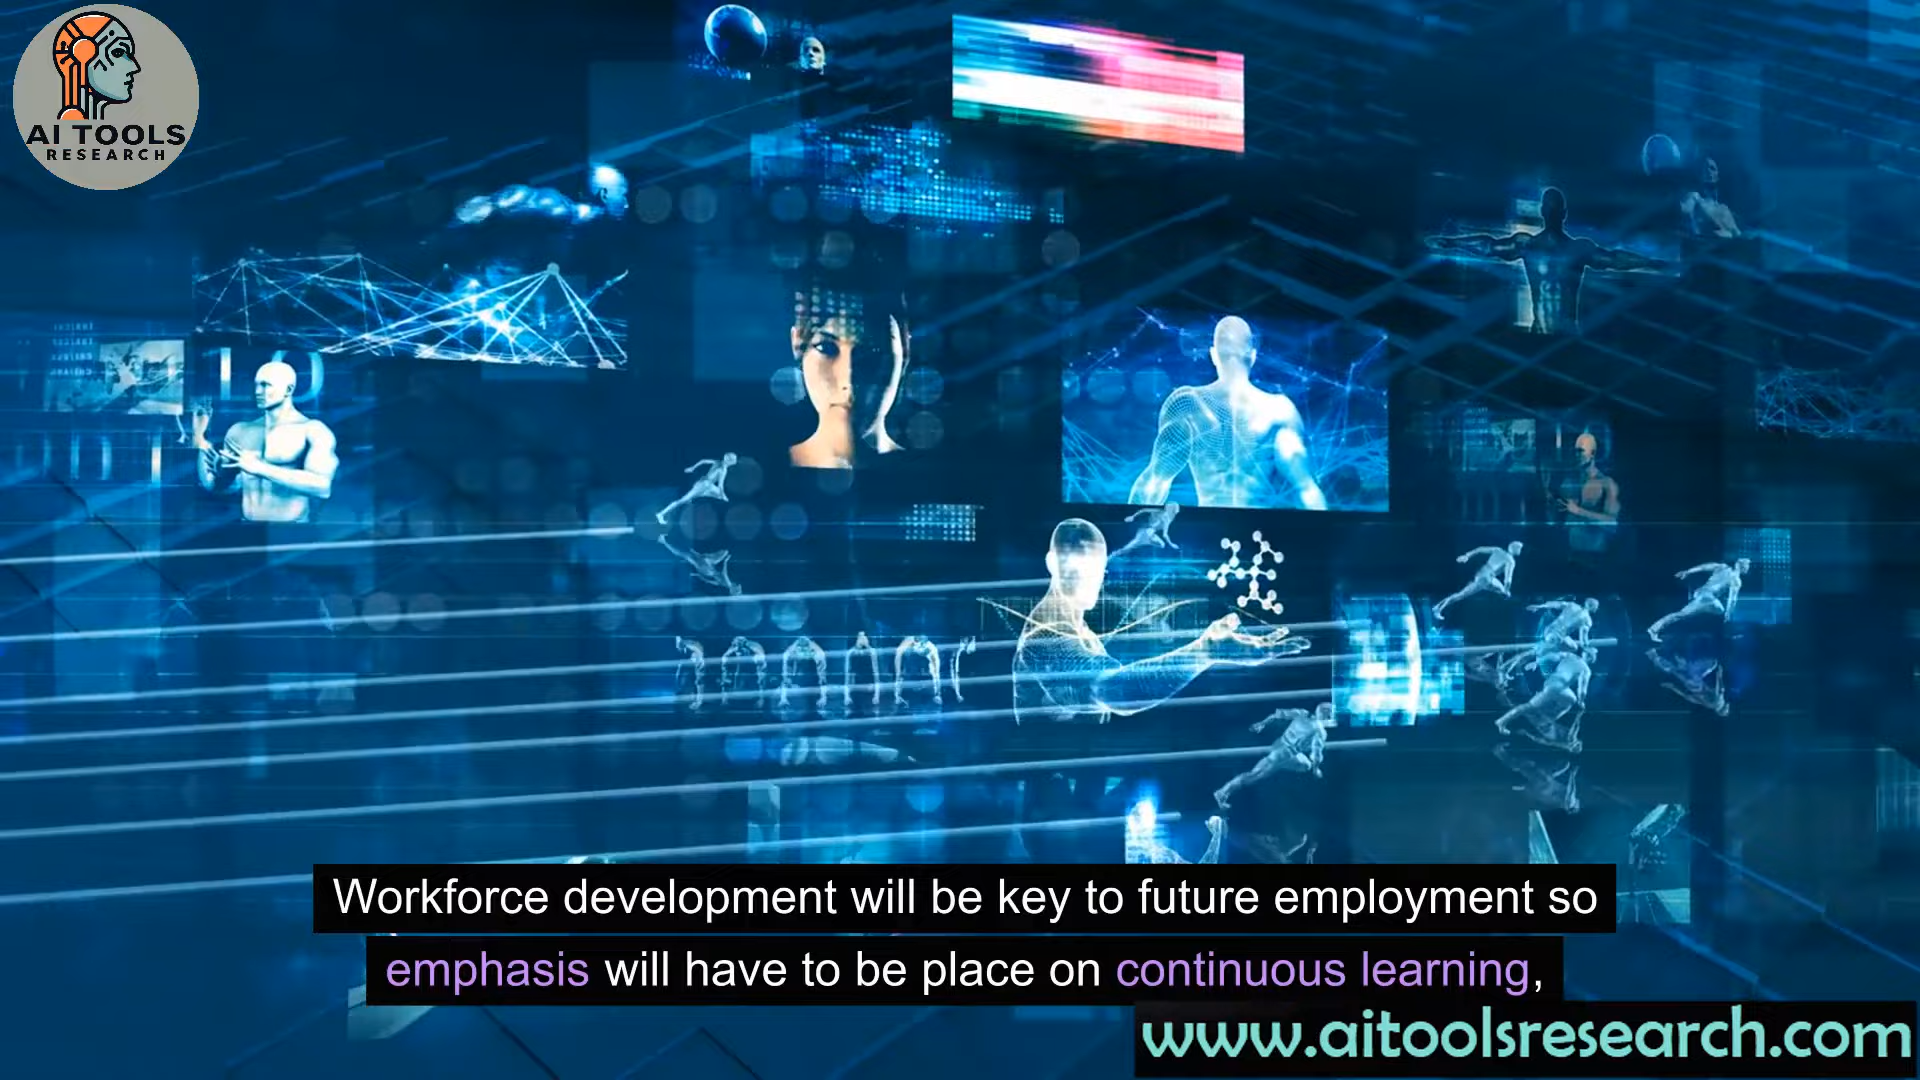 AI TOOLS
RESEARCH
Workforce development will be key to future employment so
emphasis will have to be place on continuous learning,
www.aitoolsresearch.com